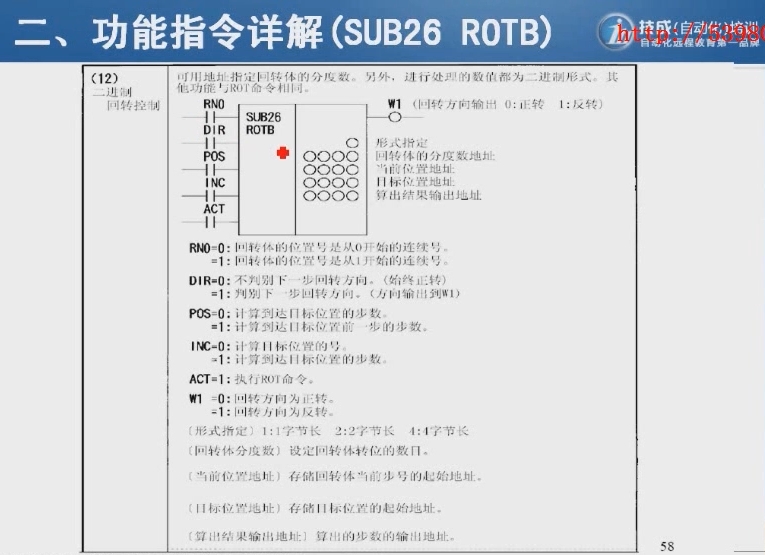 二、功能指令详解(SUB26 ROTB)
技成(自动化)培训
自动化远程教育第一品牌
(12)
二进制
回转控制
可用地址指定回转体的分度数。另外，进行处理的数值都为二进制形式。其
他功能与ROT命令相同。
RN0
W1 (回转方向输出 0:正转 1:反转)
SUB26
ROTB
DIR
形式指定
POS
回转体的分度数地址
当前位置地址
INC
目标位置地址
算出结果输出地址
ACT
RN0=0:回转体的位置号是从0开始的连续号。
=1:回转体的位置号是从1开始的连续号。
DIR=0:不判别下一步回转方向。(始终正转)
=1:判别下一步回转方向。(方向输出到W1)
POS=0:计算到达目标位置的步数。
=1:计算到达目标位置前一步的步数。
INC=0:计算目标位置的号。
=1:计算到达目标位置的步数。
ACT=1:执行ROT命令。
W1 =0:回转方向为正转。
=1:回转方向为反转。
〔形式指定〕1:1字节长 2:2字节长 4:4字节长
〔回转体分度数〕设定回转体转位的数目。
〔当前位置地址〕存储回转体当前步号的起始地址。
〔目标位置地址〕存储目标位置的起始地址。
〔算出结果输出地址〕算出的步数的输出地址。
58